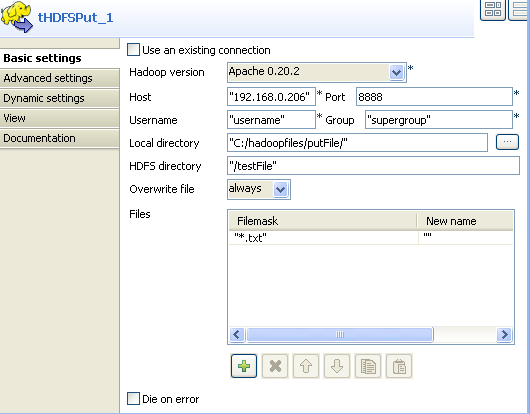 tHDFSPut_1
Basic settings
Advanced settings
Dynamic settings
View
Documentation
Use an existing connection
Hadoop version Apache 0.20.2 *
Host "192.168.0.206" * Port 8888 *
Username "username" * Group "supergroup" *
Local directory "C:/hadoopfiles/putFile/" ...
HDFS directory "/testFile"
Overwrite file always
Files
Filemask New name
"*.txt" ""
Die on error